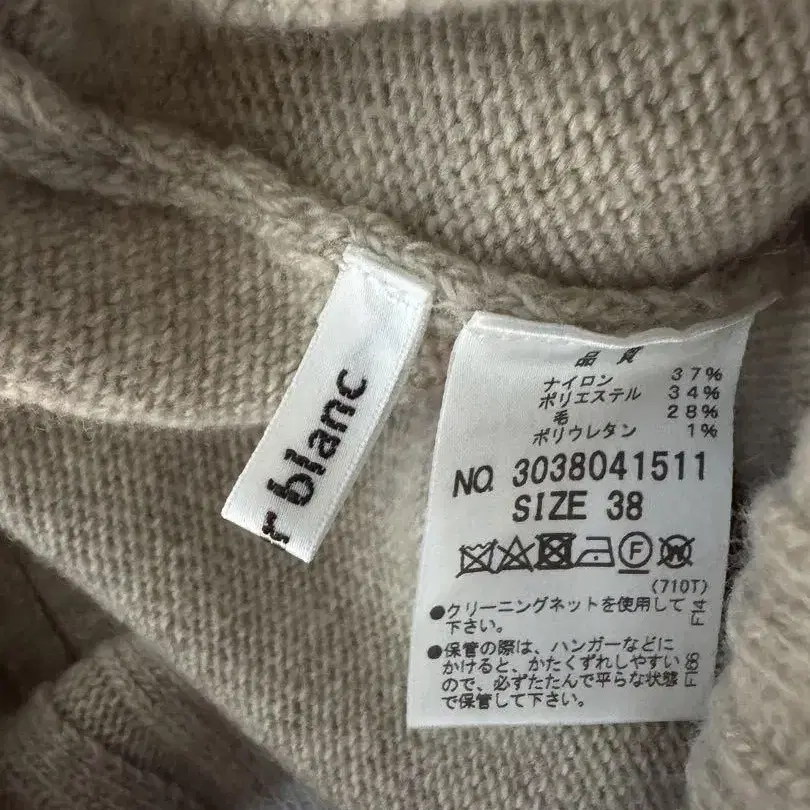 r blanc
品質
ナイロン 37%
ポリエステル 34%
毛 28%
ポリウレタン 1%
NO. 3038041511
SIZE 38
F
W
(710T)
●クリーニングネットを使用して
下さい。
F14
●保管の際は、ハンガーなどに
かけると、かたくずれしやすい
ので、必ずたたんで平らな状態
で保管して下さい。